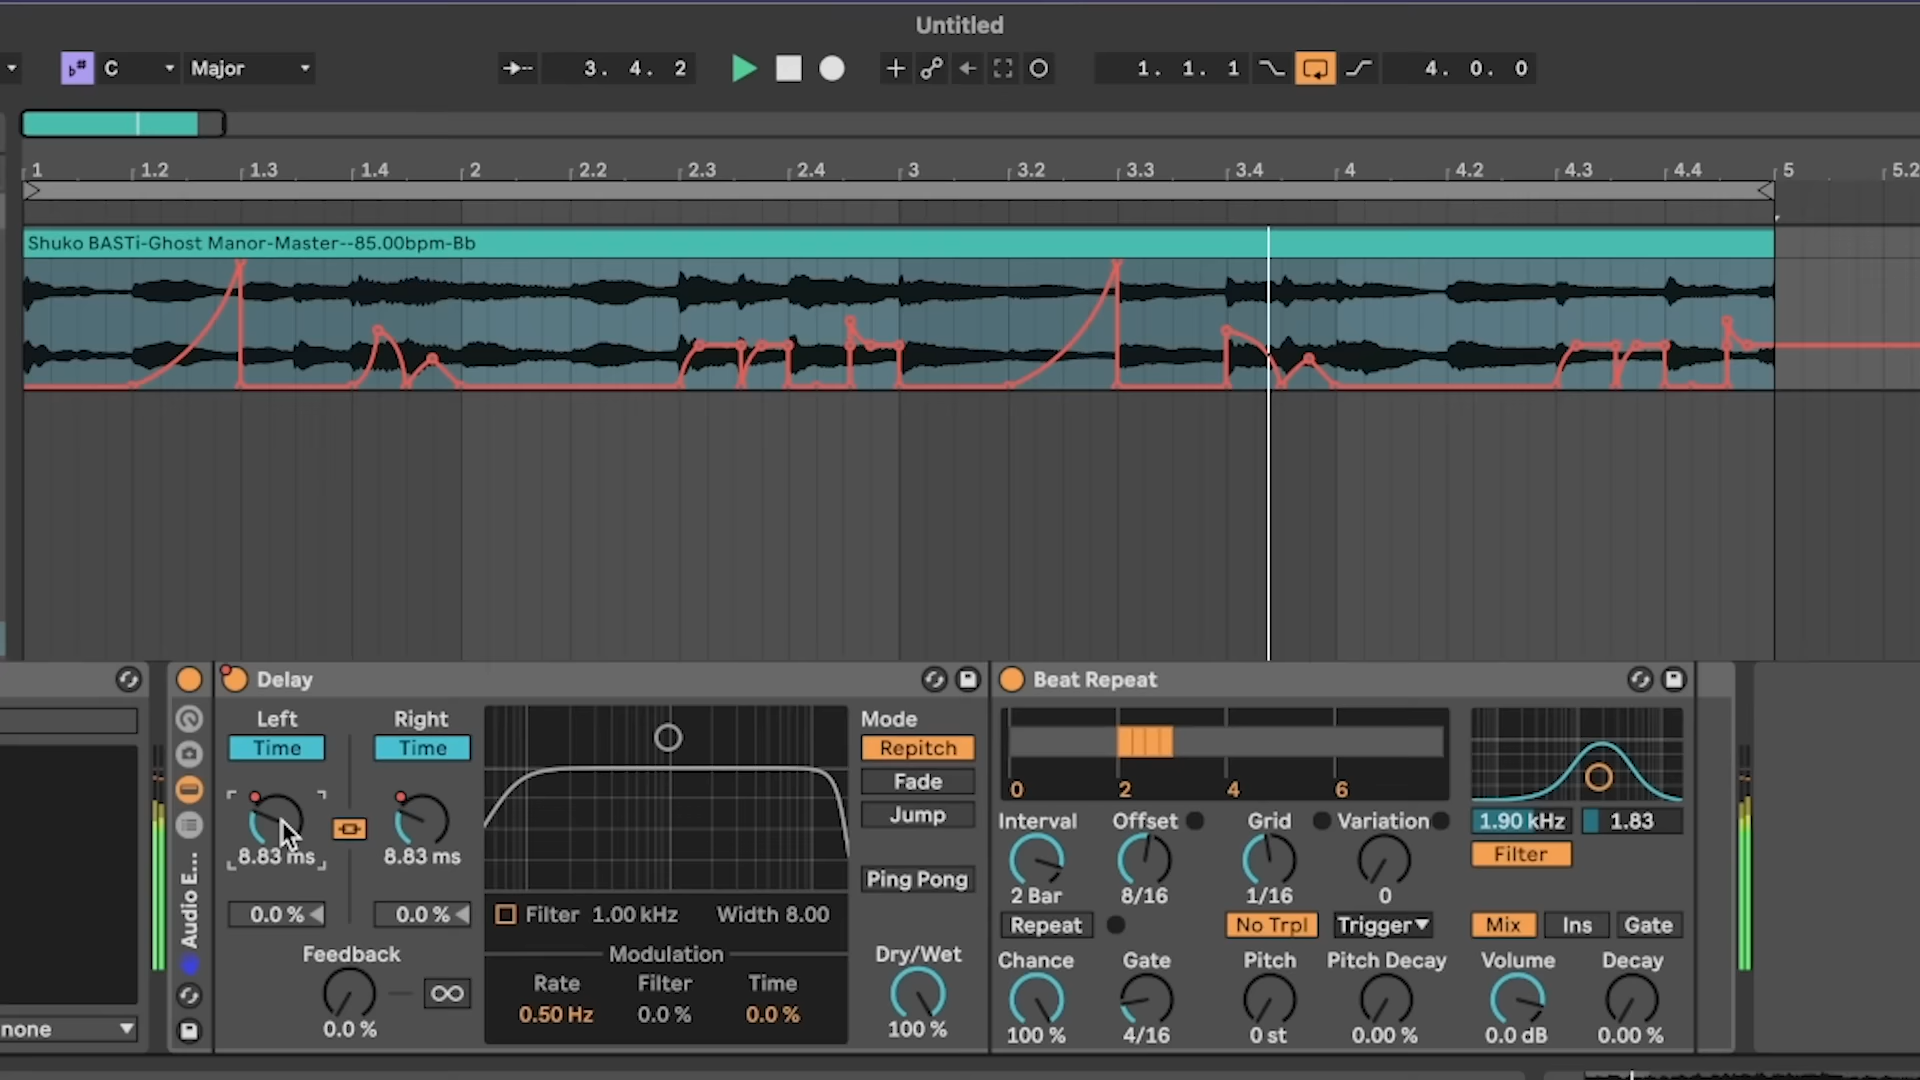 Untitled
C Major 3. 4. 2 1. 1. 1 4. 0. 0
1 1.2 1.3 1.4 2 2.2 2.3 2.4 3 3.2 3.3 3.4 4 4.2 4.3 4.4 5 5.2
Shuko BASTi-Ghost Manor-Master--85.00bpm-Bb
Delay
Left Right
Time Time
8.83 ms 8.83 ms
0.0 % 0.0 %
Feedback
0.0 %
Filter 1.00 kHz Width 8.00
Modulation
Rate Filter Time
0.50 Hz 0.0 % 0.0 %
Mode
Repitch
Fade
Jump
Ping Pong
Dry/Wet
100 %
Beat Repeat
0 2 4 6
Interval Offset Grid Variation
2 Bar 8/16 1/16 0
Repeat No Trpl Trigger
Chance Gate Pitch Pitch Decay
100 % 4/16 0 st 0.00 %
1.90 kHz 1.83
Filter
Mix Ins Gate
Volume Decay
0.0 dB 0.00 %
Audio E...
none